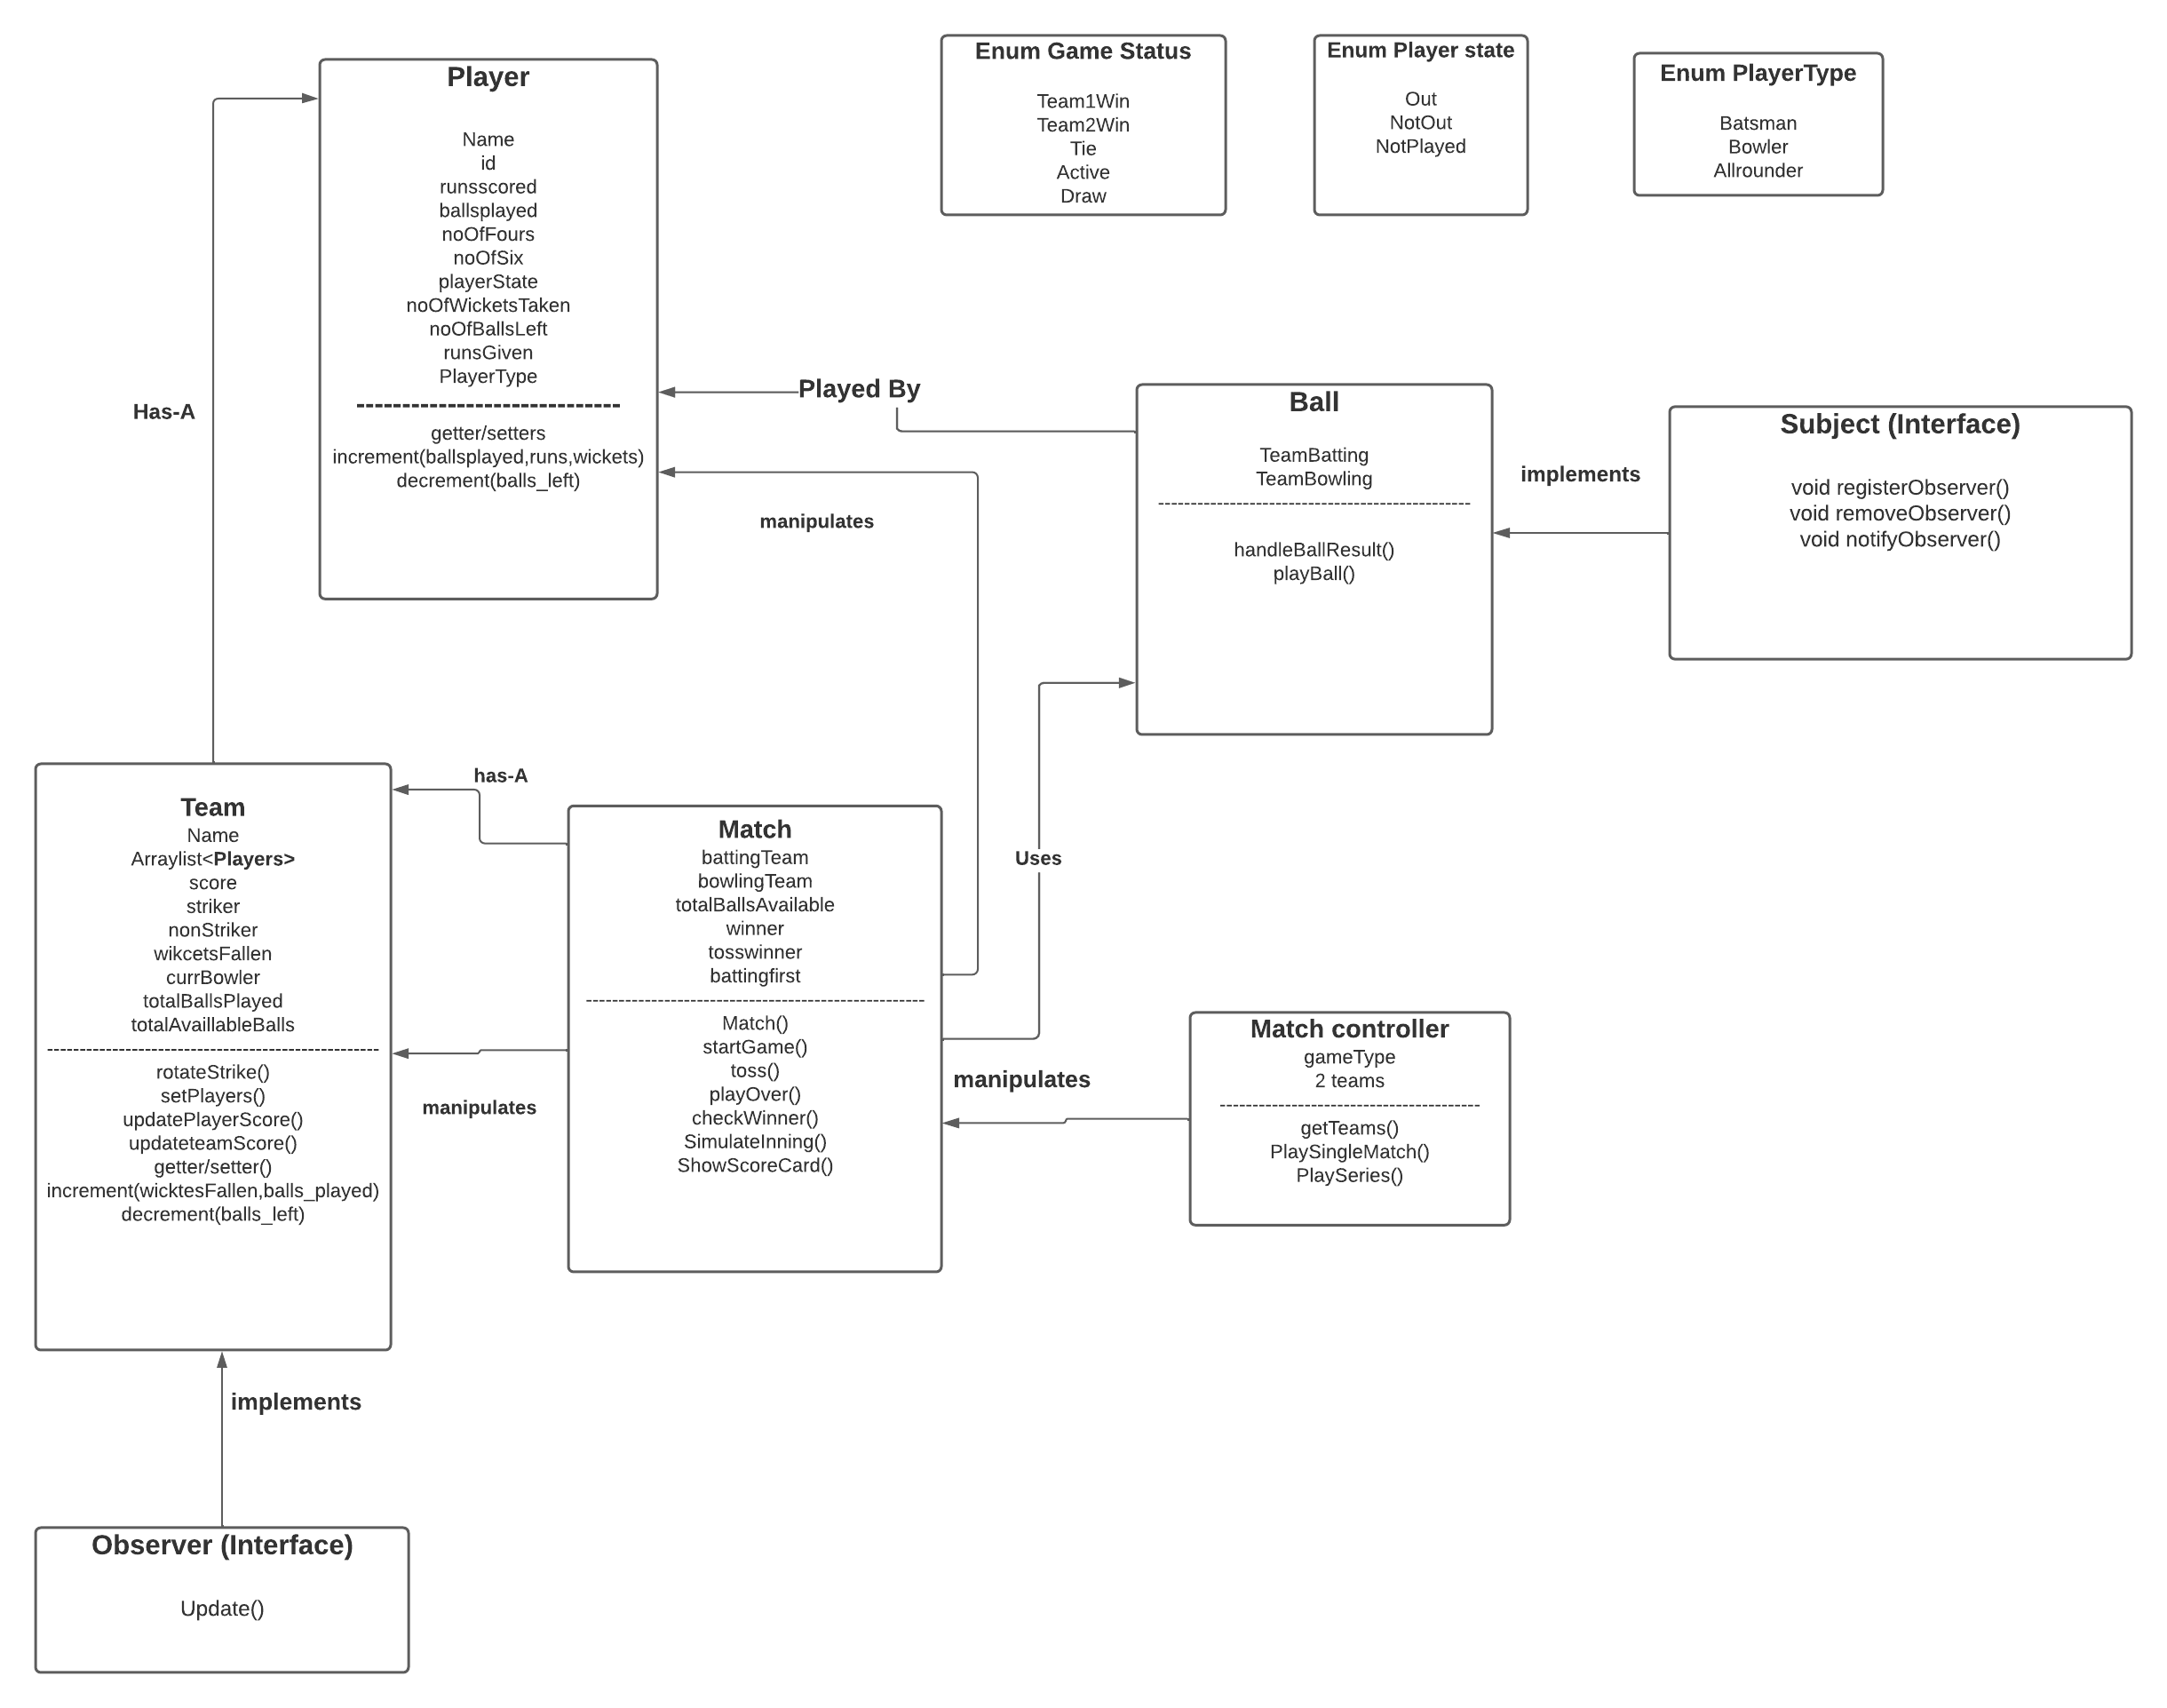 Player
Name
id
runsscored
ballsplayed
noOfFours
noOfSix
playerState
noOfWicketsTaken
noOfBallsLeft
runsGiven
PlayerType
getter/setters
increment(ballsplayed,runs,wickets)
decrement(balls_left)
Enum Game Status
Team1Win
Team2Win
Tie
Active
Draw
Enum Player state
Out
NotOut
NotPlayed
Enum PlayerType
Batsman
Bowler
Allrounder
Has-A
Played By
manipulates
Ball
TeamBatting
TeamBowling
handleBallResult()
playBall()
implements
Subject (Interface)
void registerObserver()
void removeObserver()
void notifyObserver()
Team
Name
Arraylist<Players>
score
striker
nonStriker
wikcetsFallen
currBowler
totalBallsPlayed
totalAvaillableBalls
rotateStrike()
setPlayers()
updatePlayerScore()
updateteamScore()
getter/setter()
increment(wicktesFallen,balls_played)
decrement(balls_left)
has-A
manipulates
Match
battingTeam
bowlingTeam
totalBallsAvailable
winner
tosswinner
battingfirst
Match()
startGame()
toss()
playOver()
checkWinner()
SimulateInning()
ShowScoreCard()
Uses
manipulates
Match controller
gameType
2 teams
getTeams()
PlaySingleMatch()
PlaySeries()
implements
Observer (Interface)
Update()